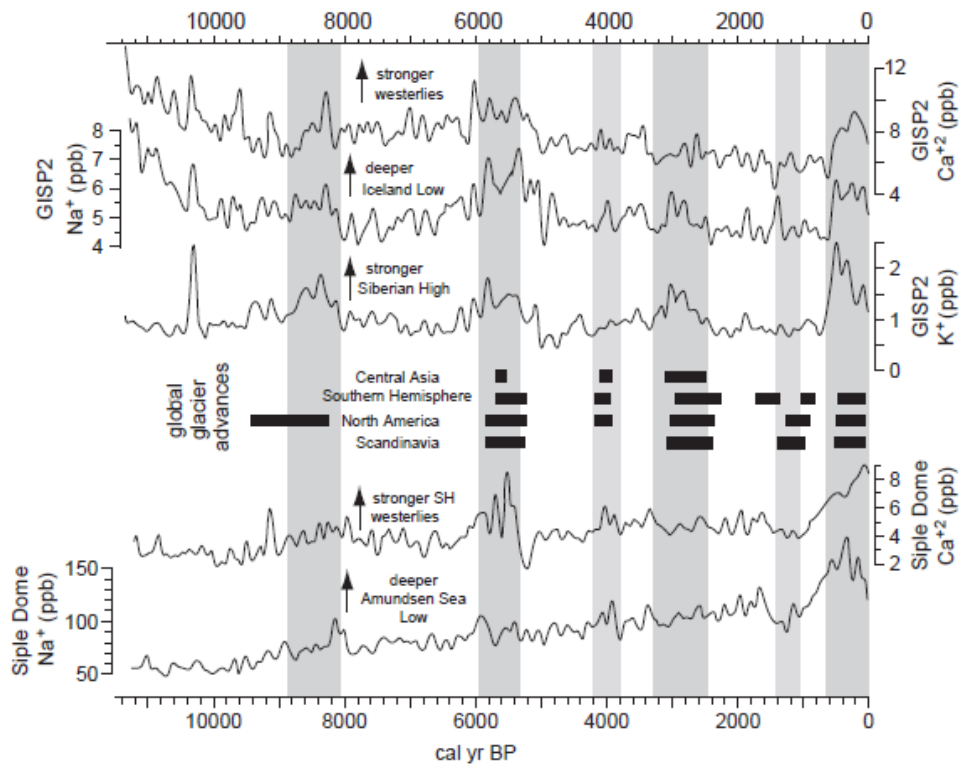 10000 8000 6000 4000 2000 0
stronger
westerlies
12
8
4
GISP2
Ca+2 (ppb)
8
7
6
5
4
GISP2
Na+ (ppb)
deeper
Iceland Low
stronger
Siberian High
2
1
0
GISP2
K+ (ppb)
global
glacier
advances
Central Asia
Southern Hemisphere
North America
Scandinavia
stronger SH
westerlies
8
6
4
2
Siple Dome
Ca+2 (ppb)
150
100
50
Siple Dome
Na+ (ppb)
deeper
Amundsen Sea
Low
10000 8000 6000 4000 2000 0
cal yr BP